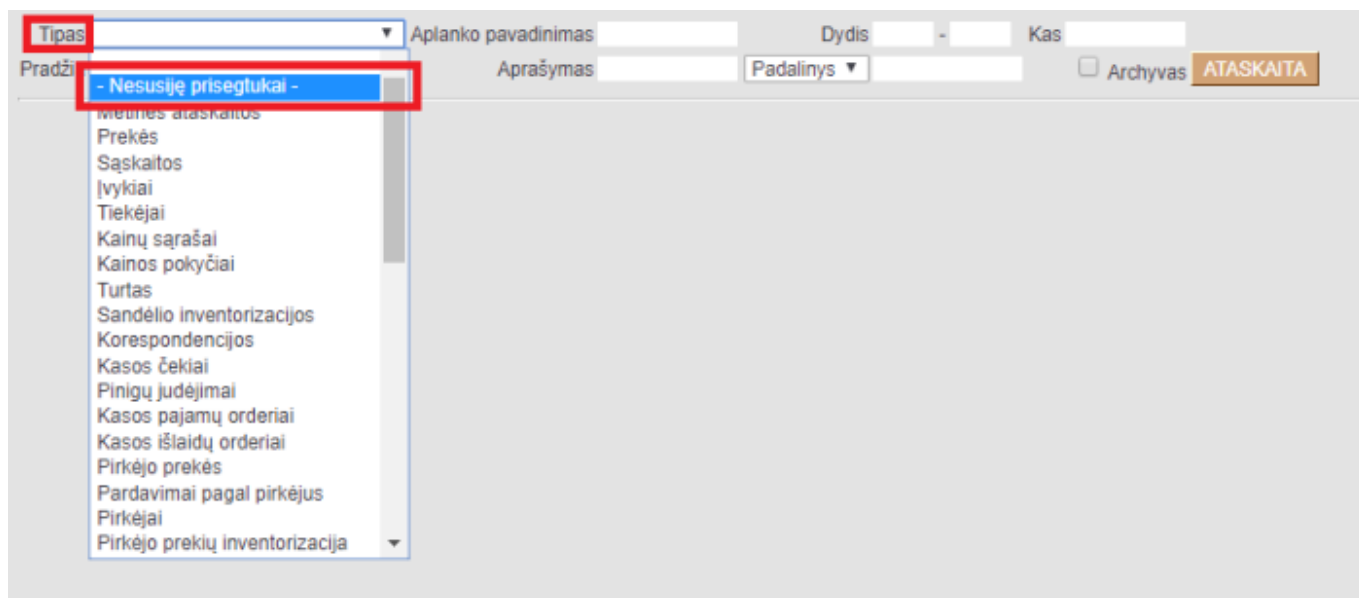 Tipas Aplanko pavadinimas Dydis - Kas
Pradži Aprašymas Padalinys Archyvas ATASKAITA
- Nesusiję prisegtukai -
Metinės ataskaitos
Prekės
Sąskaitos
Įvykiai
Tiekėjai
Kainų sąrašai
Kainos pokyčiai
Turtas
Sandėlio inventorizacijos
Korespondencijos
Kasos čekiai
Pinigų judėjimai
Kasos pajamų orderiai
Kasos išlaidų orderiai
Pirkėjo prekės
Pardavimai pagal pirkėjus
Pirkėjai
Pirkėjo prekių inventorizacija